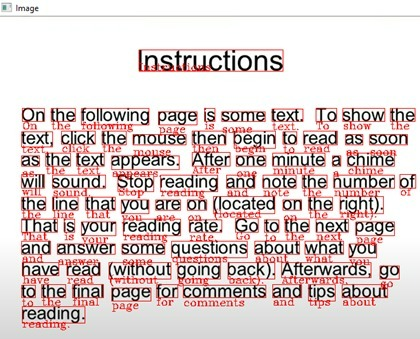 Image
Instructions
On the following page is some text. To show the
text, click the mouse then begin to read as soon
as the text appears. After one minute a chime
will sound. Stop reading and note the number of
the line that you are on (located on the right).
That is your reading rate. Go to the next page
and answer some questions about what you
have read (without going back). Afterwards, go
to the final page for comments and tips about
reading.